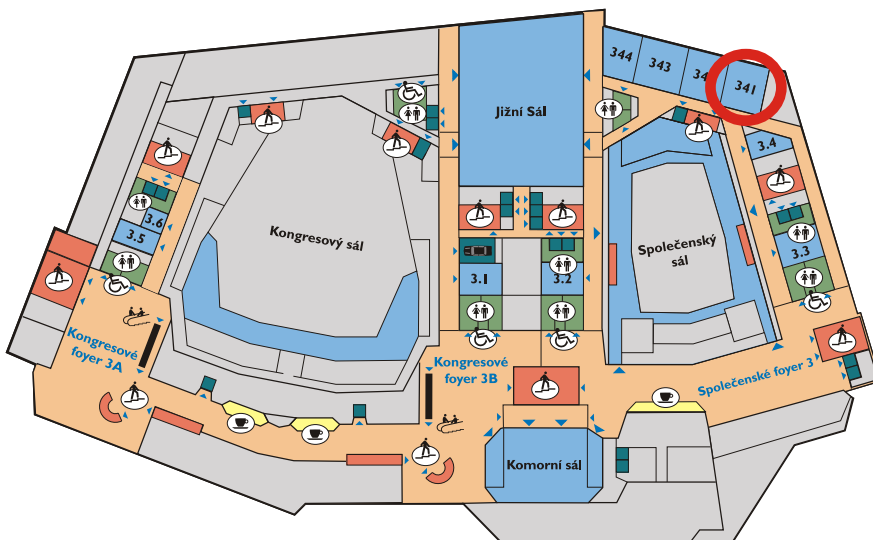 344
343
34
341
Jižní Sál
3.4
3.6
3.5
Kongresový sál
Společenský
sál
3.1
3.2
3.3
Kongresové
foyer 3A
Kongresové
foyer 3B
Společenské foyer 3
Komorní sál